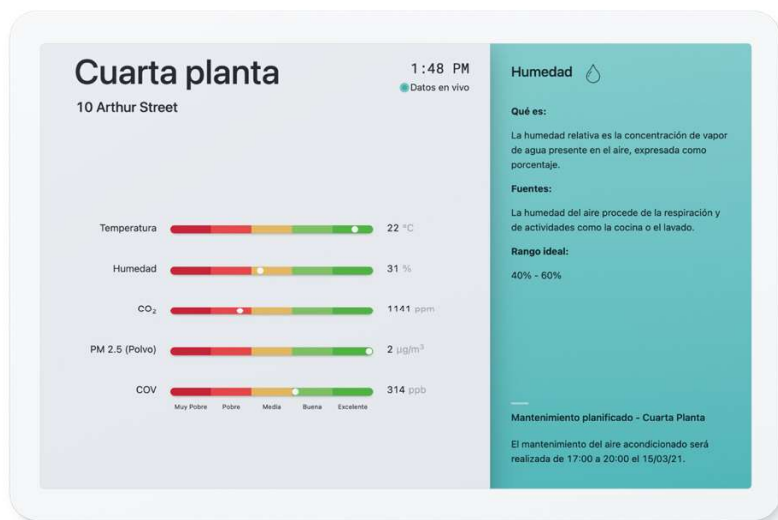 Cuarta planta
1:48 PM
Datos en vivo
10 Arthur Street
Temperatura
22 °C
Humedad
31 %
CO₂
1141 ppm
PM 2.5 (Polvo)
2 µg/m³
COV
314 ppb
Muy Pobre Pobre Media Buena Excelente
Humedad
Qué es:
La humedad relativa es la concentración de vapor
de agua presente en el aire, expresada como
porcentaje.
Fuentes:
La humedad del aire procede de la respiración y
de actividades como la cocina o el lavado.
Rango ideal:
40% - 60%
Mantenimiento planificado - Cuarta Planta
El mantenimiento del aire acondicionado será
realizada de 17:00 a 20:00 el 15/03/21.